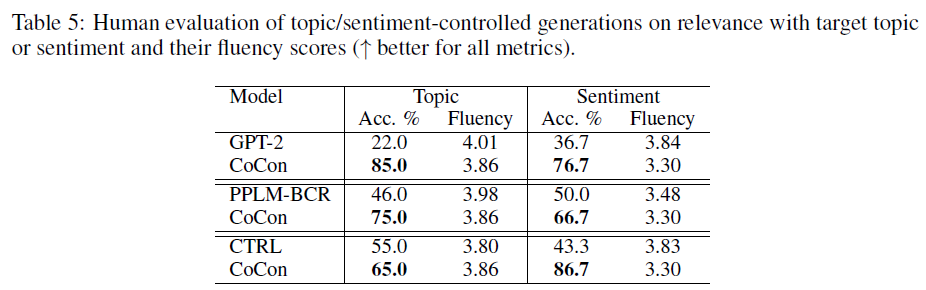 Table 5: Human evaluation of topic/sentiment-controlled generations on relevance with target topic
or sentiment and their fluency scores (↑ better for all metrics).
Model Topic Sentiment
Acc. % Fluency Acc. % Fluency
GPT-2 22.0 4.01 36.7 3.84
CoCon 85.0 3.86 76.7 3.30
PPLM-BCR 46.0 3.98 50.0 3.48
CoCon 75.0 3.86 66.7 3.30
CTRL 55.0 3.80 43.3 3.83
CoCon 65.0 3.86 86.7 3.30